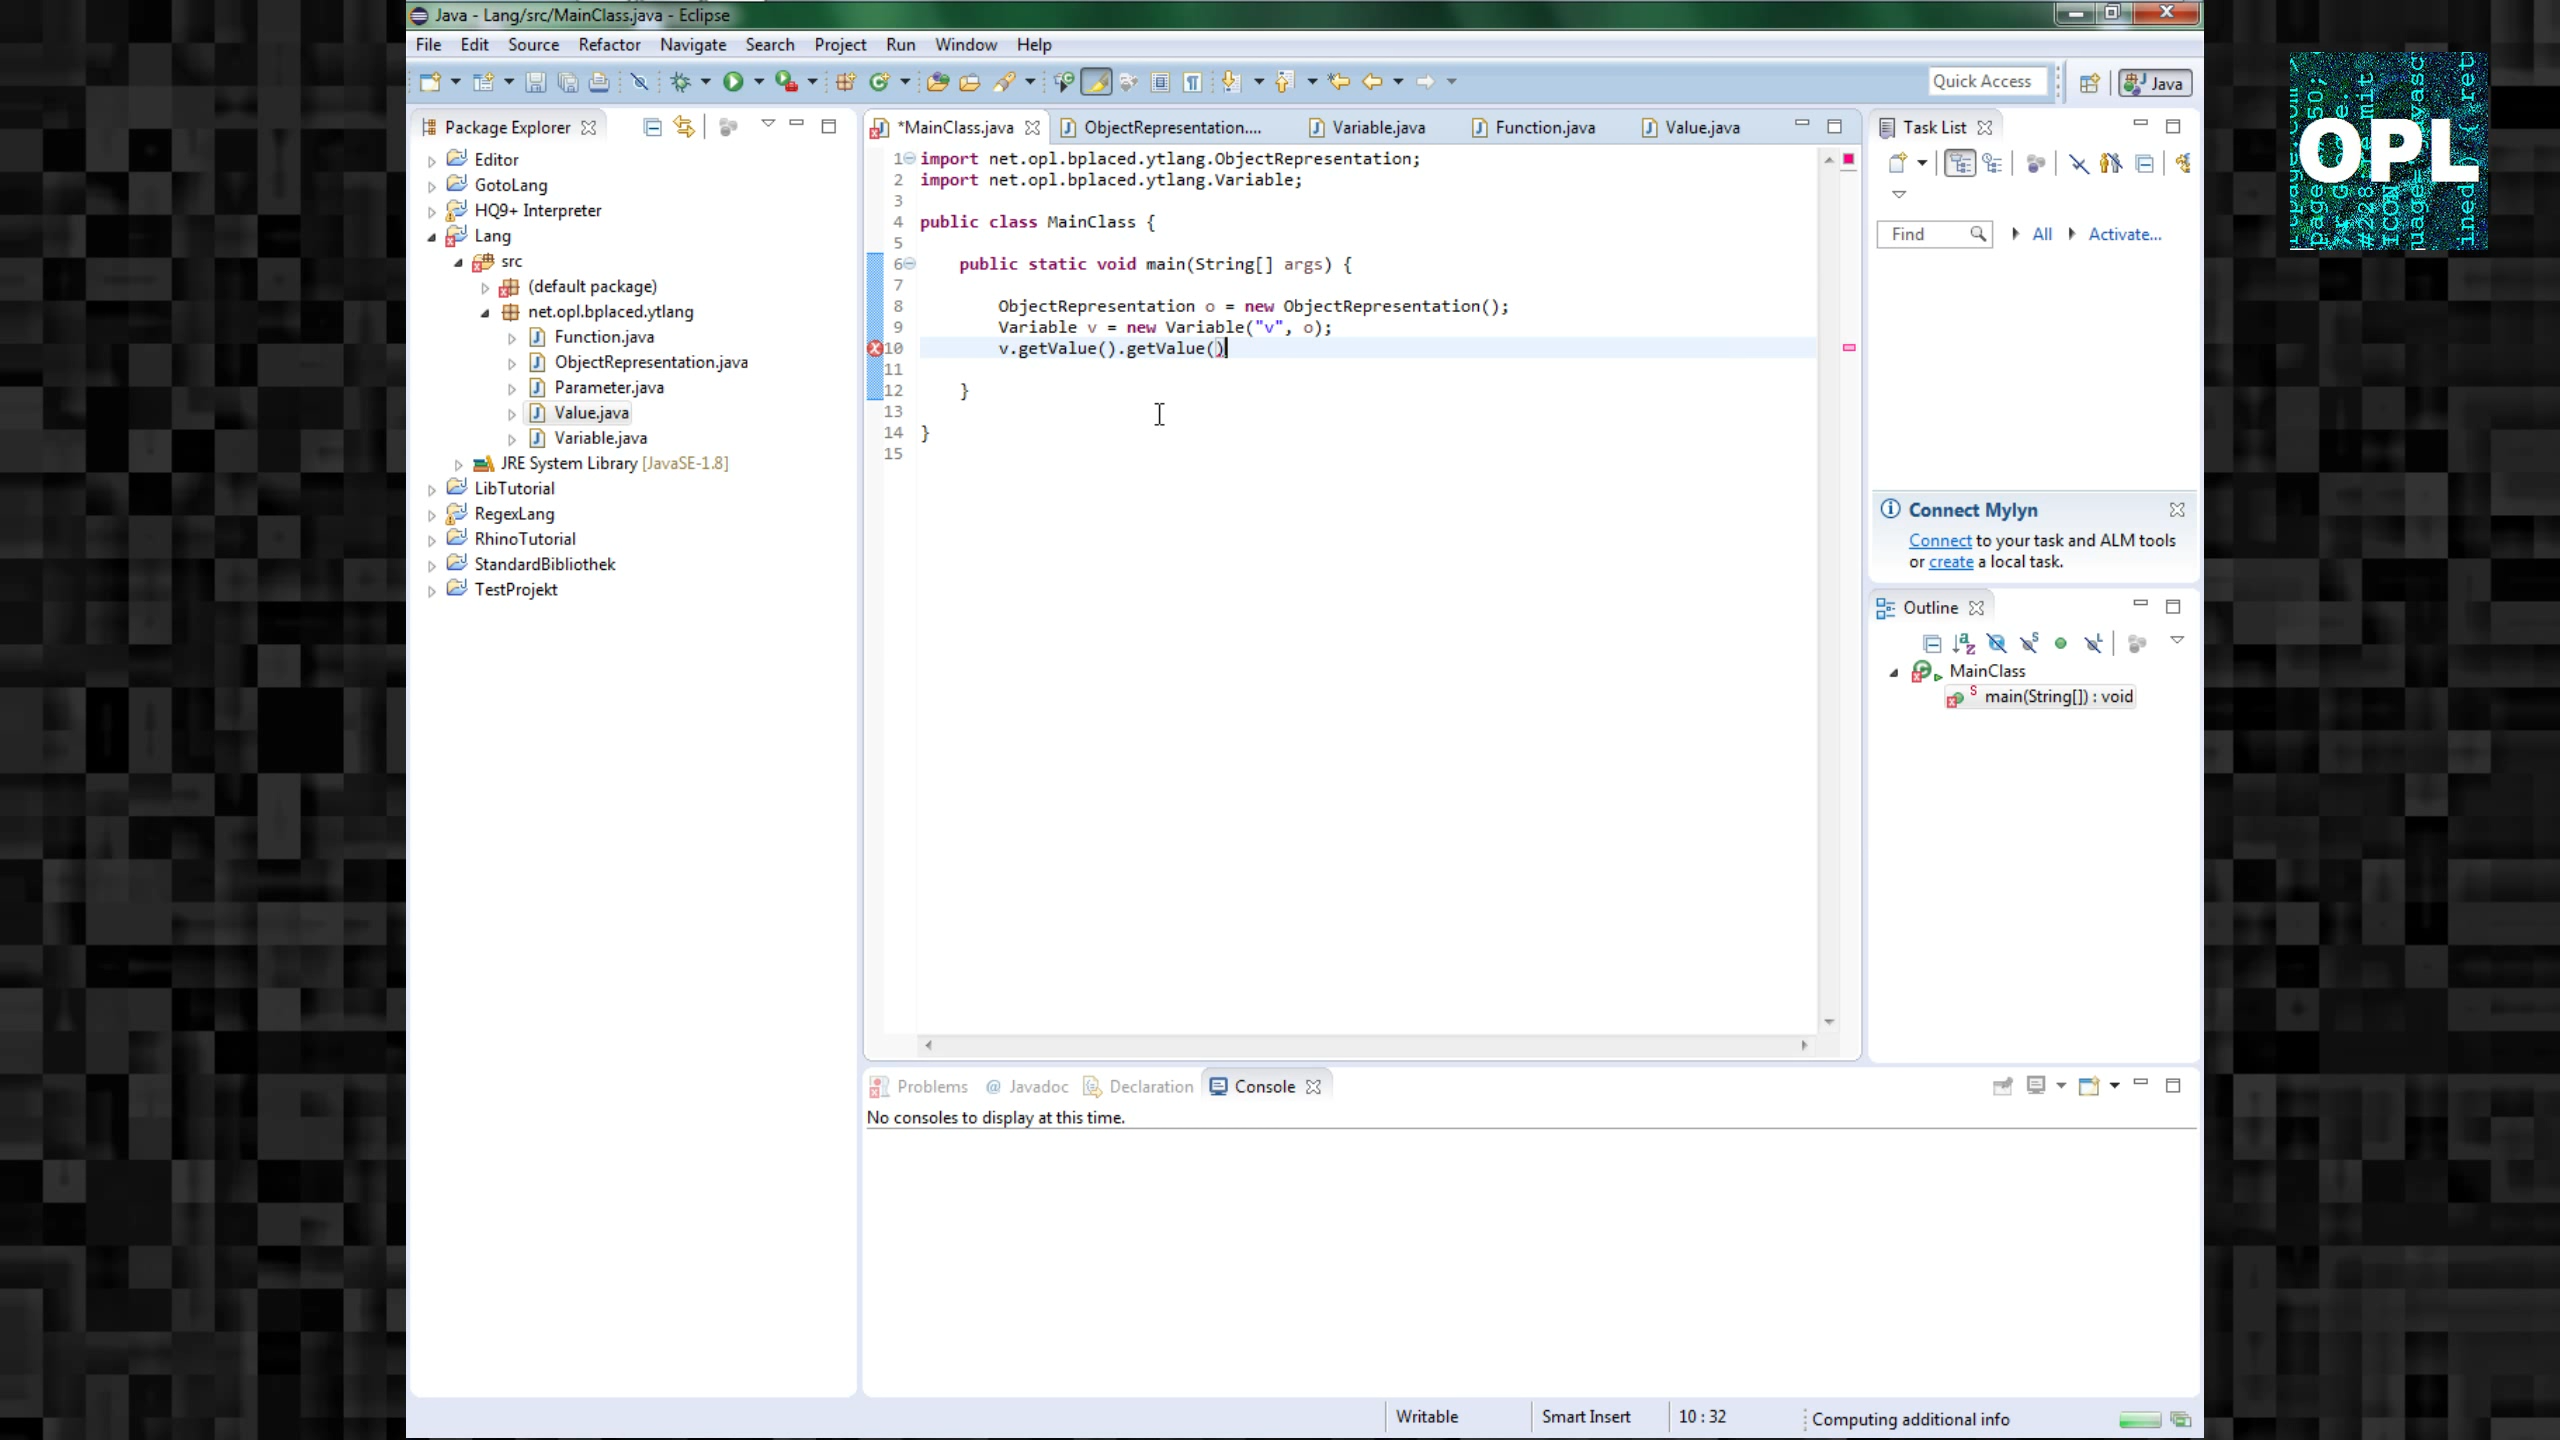 Java - Lang/src/MainClass.java - Eclipse
File Edit Source Refactor Navigate Search Project Run Window Help
Quick Access
Java
Package Explorer
Editor
GotoLang
HQ9+ Interpreter
Lang
src
(default package)
net.opl.bplaced.ytlang
Function.java
ObjectRepresentation.java
Parameter.java
Value.java
Variable.java
JRE System Library [JavaSE-1.8]
LibTutorial
RegexLang
RhinoTutorial
StandardBibliothek
TestProjekt
*MainClass.java ObjectRepresentation.... Variable.java Function.java Value.java
1 import net.opl.bplaced.ytlang.ObjectRepresentation;
2 import net.opl.bplaced.ytlang.Variable;
3
4 public class MainClass {
5
6 public static void main(String[] args) {
7
8 ObjectRepresentation o = new ObjectRepresentation();
9 Variable v = new Variable("v", o);
10 v.getValue().getValue()
11
12 }
13
14 }
15
Task List
Find All Activate...
Connect Mylyn
Connect to your task and ALM tools
or create a local task.
Outline
MainClass
main(String[]) : void
Problems @ Javadoc Declaration Console
No consoles to display at this time.
Writable Smart Insert 10 : 32 Computing additional info
OPL